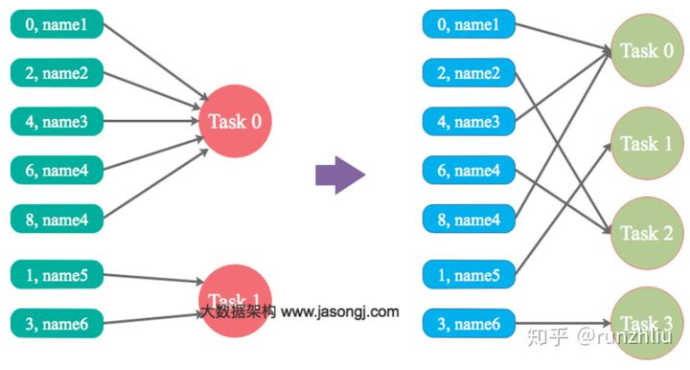 0, name1
2, name2
4, name3
6, name4
8, name4
1, name5
3, name6
Task 0
Task 1
大数据架构 www.jasongj.com
0, name1
2, name2
4, name3
6, name4
8, name4
1, name5
3, name6
Task 0
Task 1
Task 2
Task 3
知乎 @runzhliu